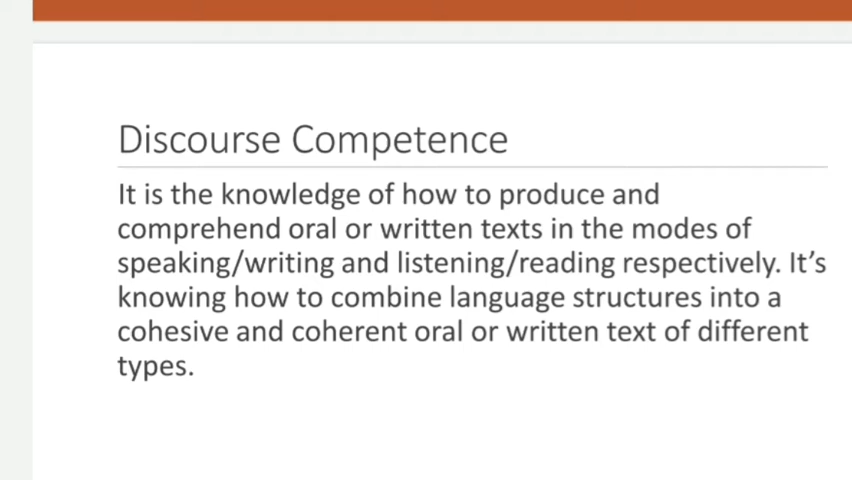 Discourse Competence
It is the knowledge of how to produce and
comprehend oral or written texts in the modes of
speaking/writing and listening/reading respectively. It’s
knowing how to combine language structures into a
cohesive and coherent oral or written text of different
types.